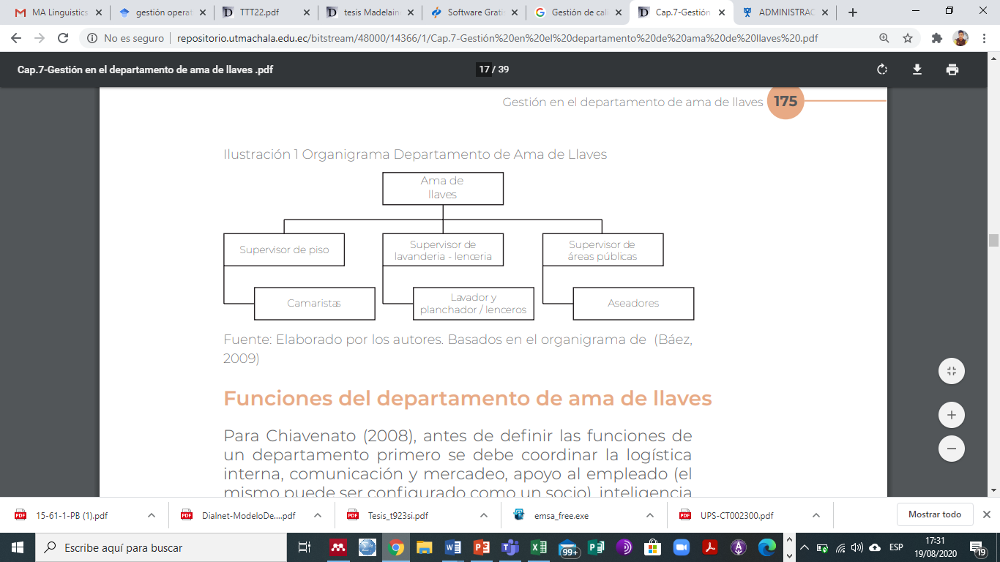 MA Linguistics
gestión operat
TTT22.pdf
tesis Madelain
Software Gratis
Gestión de cali
Cap.7-Gestión
ADMINISTRAC
No es seguro
repositorio.utmachala.edu.ec/bitstream/48000/14366/1/Cap.7-Gestión%20en%20el%20departamento%20de%20ama%20de%20llaves%20.pdf
Cap.7-Gestión en el departamento de ama de llaves .pdf
17 / 39
Gestión en el departamento de ama de llaves 175
Ilustración 1 Organigrama Departamento de Ama de Llaves
Ama de
llaves
Supervisor de piso
Supervisor de
lavanderia - lenceria
Supervisor de
áreas públicas
Camaristas
Lavador y
planchador / lenceros
Aseadores
Fuente: Elaborado por los autores. Basados en el organigrama de (Báez,
2009)
Funciones del departamento de ama de llaves
Para Chiavenato (2008), antes de definir las funciones de
un departamento primero se debe coordinar la logística
interna, comunicación y mercadeo, apoyo al empleado (el
mismo puede ser configurado como un socio), inteligencia
15-61-1-PB (1).pdf
Dialnet-ModeloDe....pdf
Tesis_t923si.pdf
emsa_free.exe
UPS-CT002300.pdf
Mostrar todo
Escribe aquí para buscar
99+
ESP
17:31
19/08/2020
19